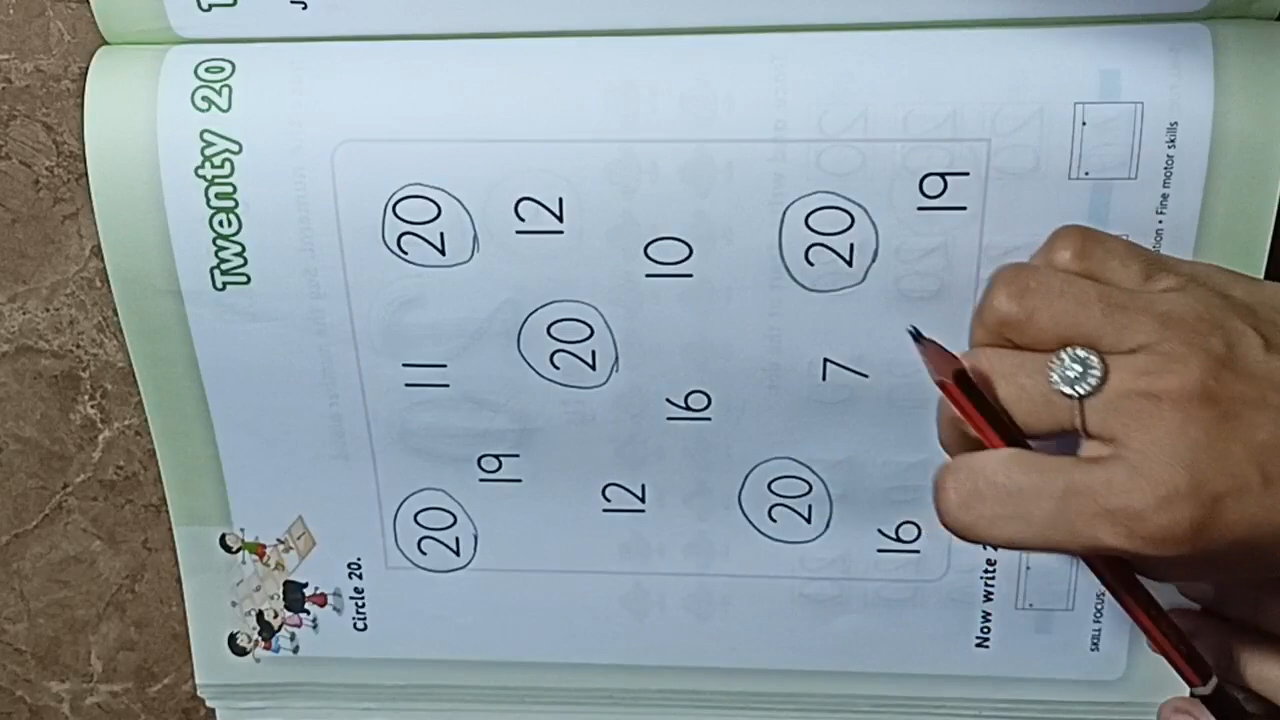 Twenty 20
Circle 20.
20 11 20
19 20 12
12 16 10
20 7 20
16 19
Now write
SKILL FOCUS: • Fine motor skills